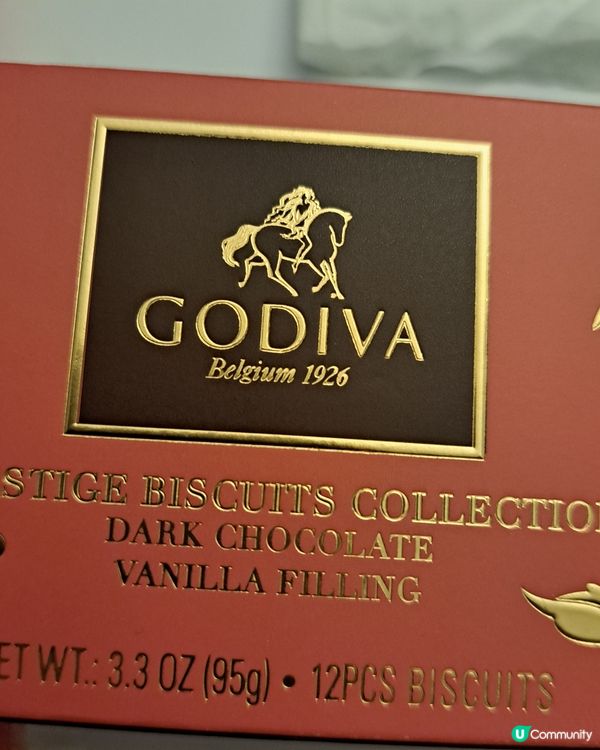 GODIVA
Belgium 1926
STIGE BISCUITS COLLECTIO
DARK CHOCOLATE
VANILLA FILLING
ET WT.: 3.3 OZ (95g) • 12PCS BISCUITS
U Community